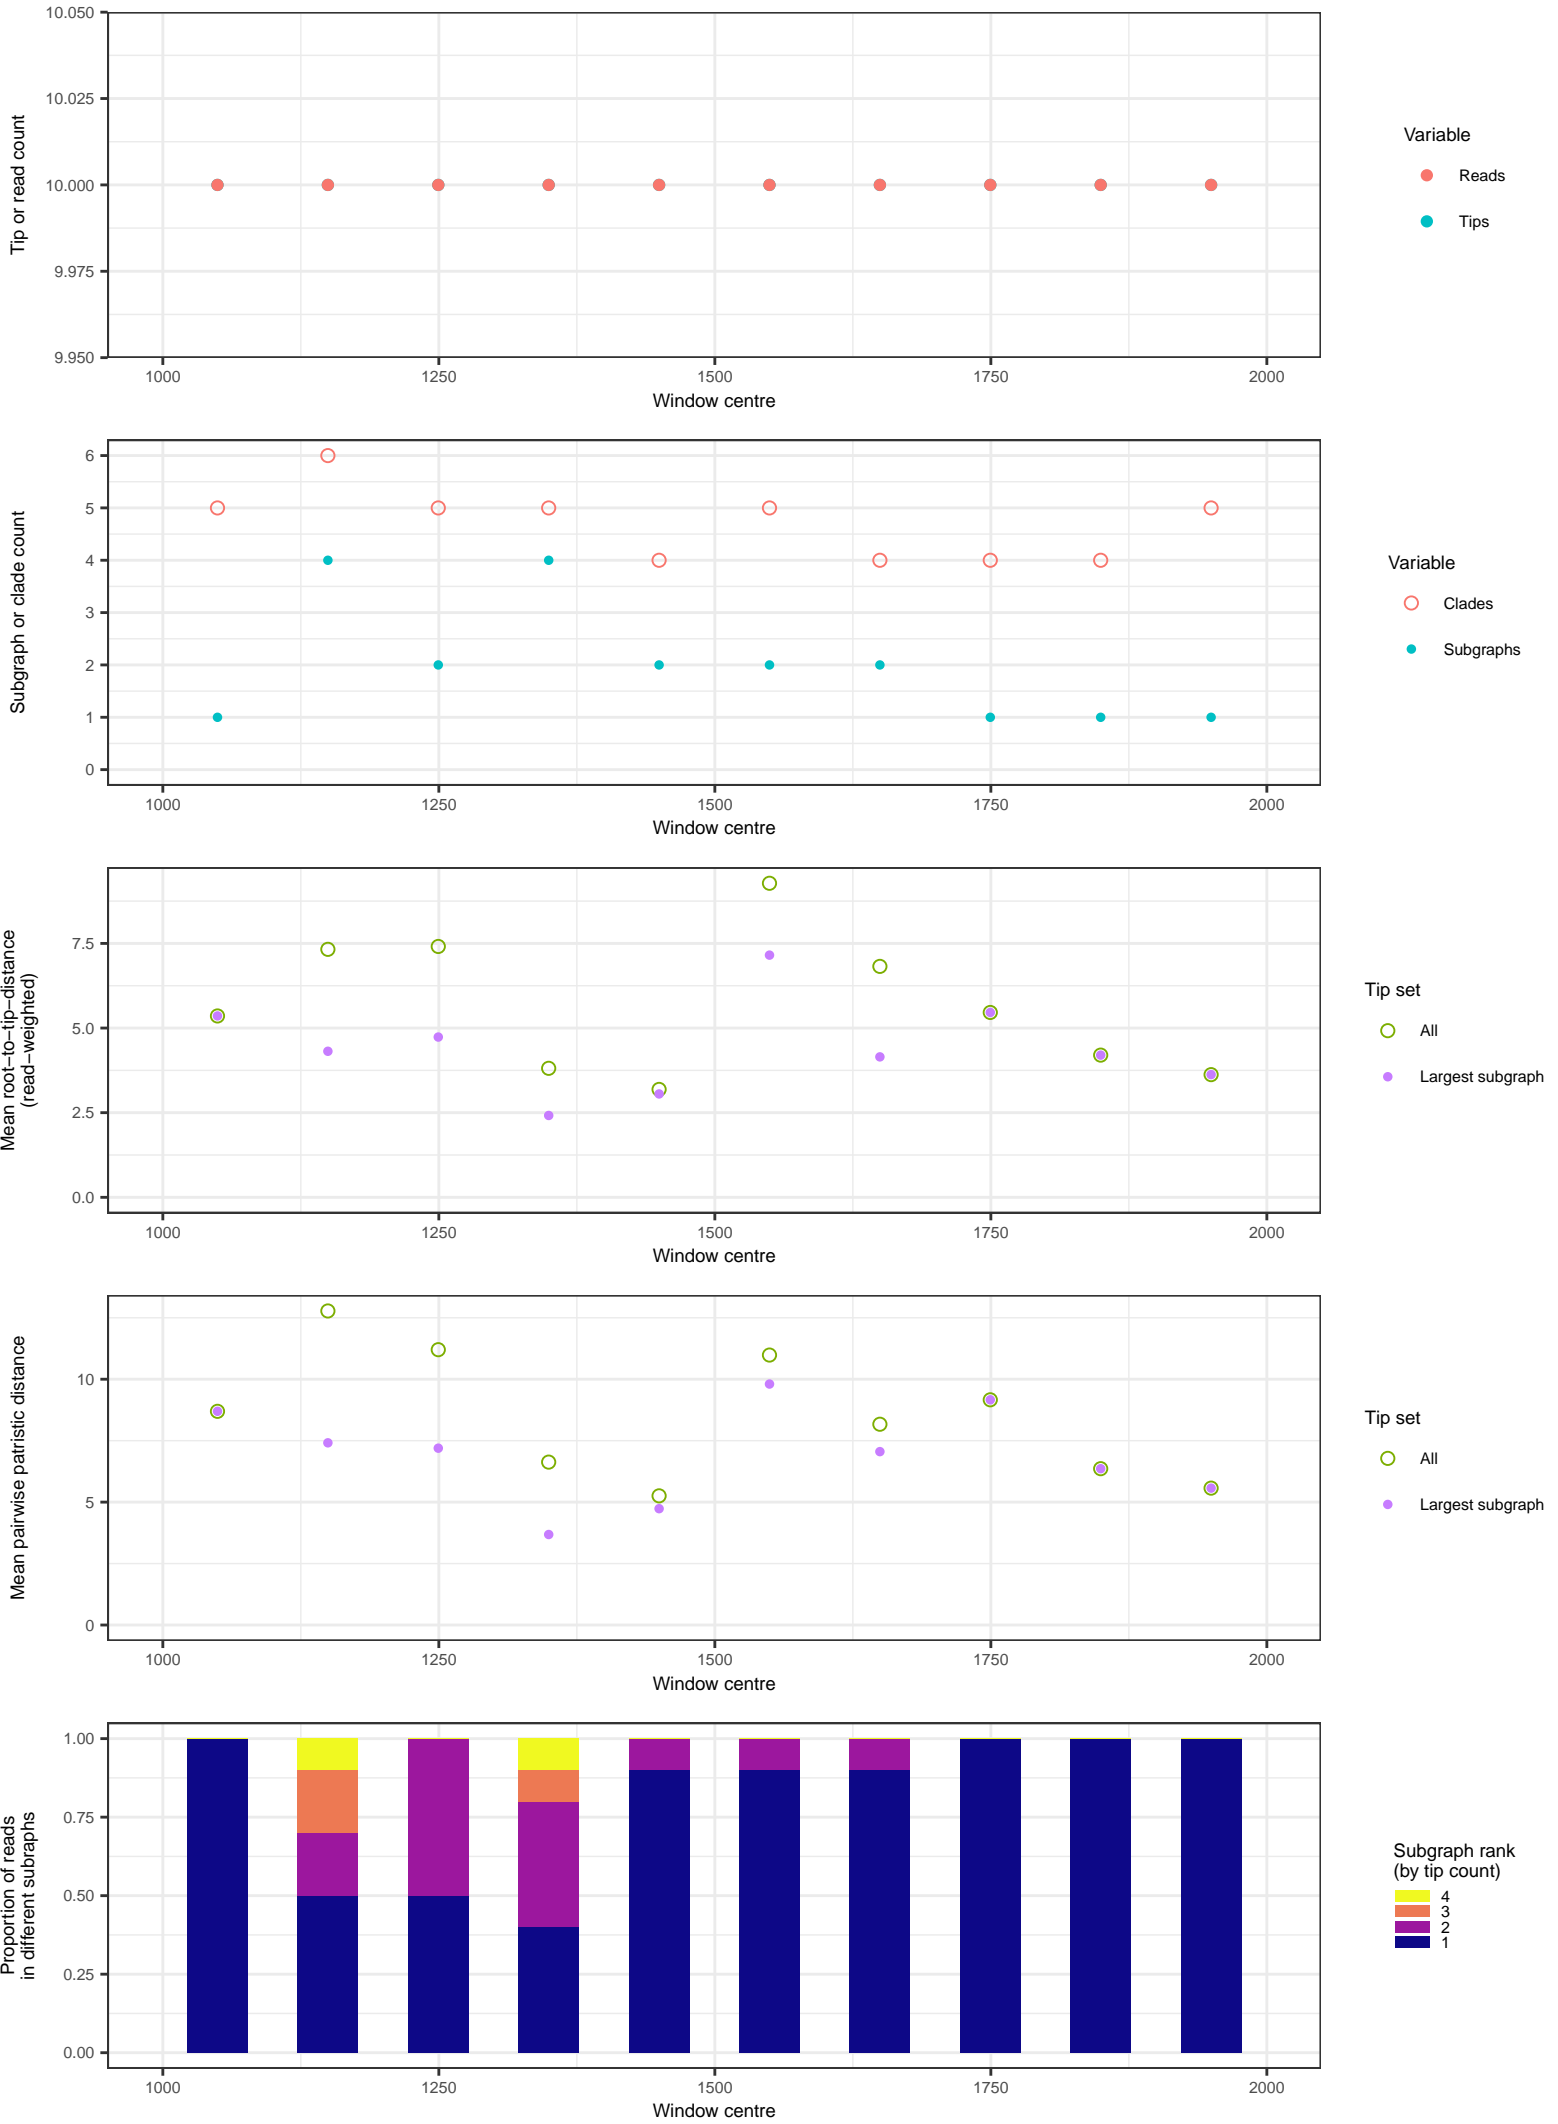 10.050
10.025
10.000
9.975
9.950
Tip or read count
1000 1250 1500 1750 2000
Window centre
Variable
Reads
Tips
6
5
4
3
2
1
0
Subgraph or clade count
1000 1250 1500 1750 2000
Window centre
Variable
Clades
Subgraphs
7.5
5.0
2.5
0.0
Mean root−to−tip−distance
(read−weighted)
1000 1250 1500 1750 2000
Window centre
Tip set
All
Largest subgraph
10
5
0
Mean pairwise patristic distance
1000 1250 1500 1750 2000
Window centre
Tip set
All
Largest subgraph
1.00
0.75
0.50
0.25
0.00
Proportion of reads
in different subraphs
1000 1250 1500 1750 2000
Window centre
Subgraph rank
(by tip count)
4
3
2
1